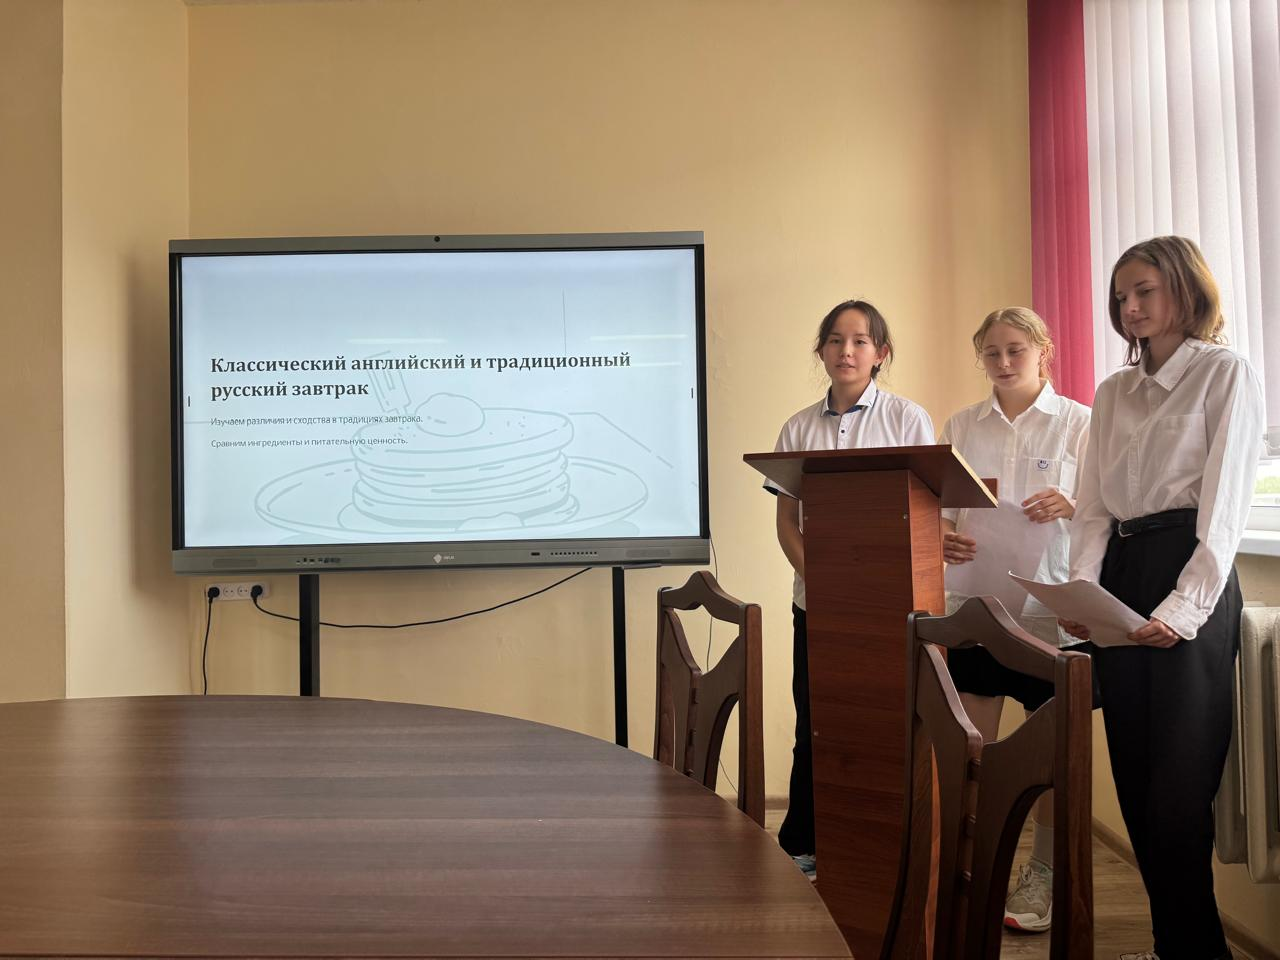 Классический английский и традиционный
русский завтрак
Изучаем различия и сходства в традициях завтрака.
Сравним ингредиенты и питательную ценность.